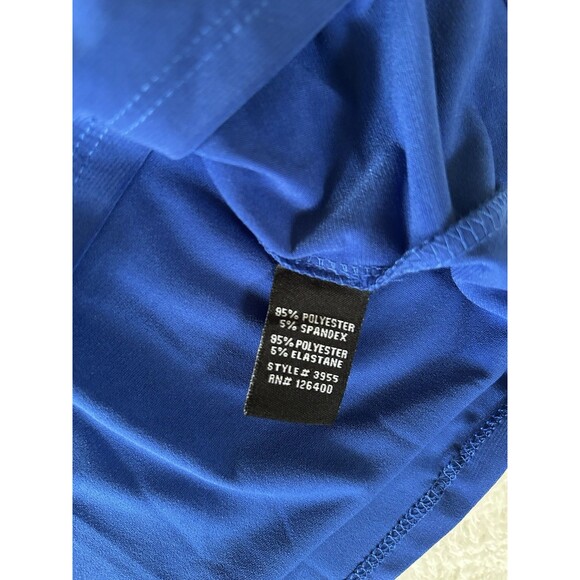 95% POLYESTER
5% SPANDEX
95% POLYESTER
5% ELASTANE
STYLE# 3955
RN# 126400